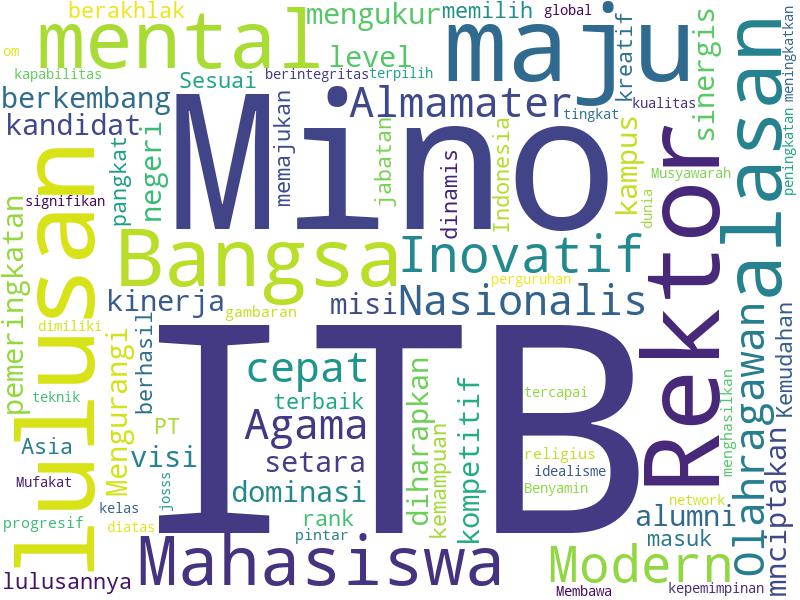 berakhlak
mengukur
memilih
global
om
mental
maju
kreatif
sinergis
alasan
meningkatkan
level
kapabilitas
Sesuai
berintegritas
terpilih
berkembang
Almamater
kualitas
tingkat
kandidat
Mino
memajukan
jabatan
Indonesia
dinamis
kampus
dunia
Musyawarah
peningkatan
Rektor
pangkat
negeri
lulusan
signifikan
pemeringkatan
Bangsa
Inovatif
perguruhan
kinerja
gambaran
misi
Nasionalis
dimiliki
Mengurangi
berhasil
ITB
cepat
terbaik
Agama
setara
dominasi
rank
pintar
diharapkan
kemampuan
kompetitif
tercapai
religius
idealisme
Benyamin
teknik
PT
Asia
visi
Mufakat
josss
kelas
diatas
progresif
olahragawan
Kemudahan
menghasilkan
mnciptakan
network
alumni
masuk
lulusannya
Mahasiswa
Modern
Membawa
kepemimpinan